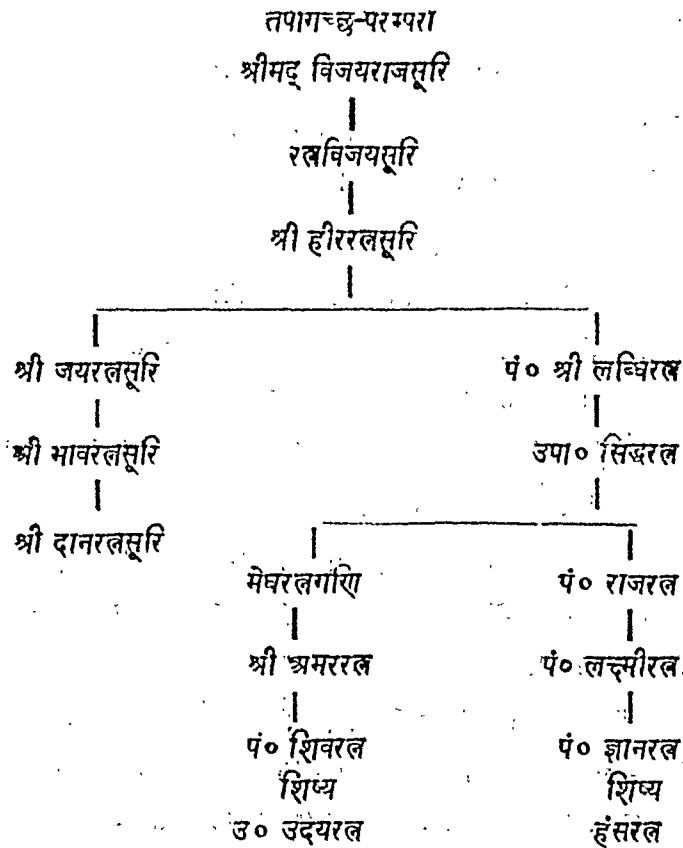 तपागच्छ-परम्परा
श्रीमद् विजयराजसूरि
रत्नविजयसूरि
श्री हीररत्नसूरि
श्री जयरत्नसूरि पं० श्री लब्धिरत्न
श्री भावरत्नसूरि उपा० सिद्धरत्न
श्री दानरत्नसूरि
मेघरत्नगणि पं० राजरत्न
श्री अमररत्न पं० लक्ष्मीरत्न
पं० शिवरत्न पं० ज्ञानरत्न
शिष्य शिष्य
उ० उदयरत्न हंसरत्न